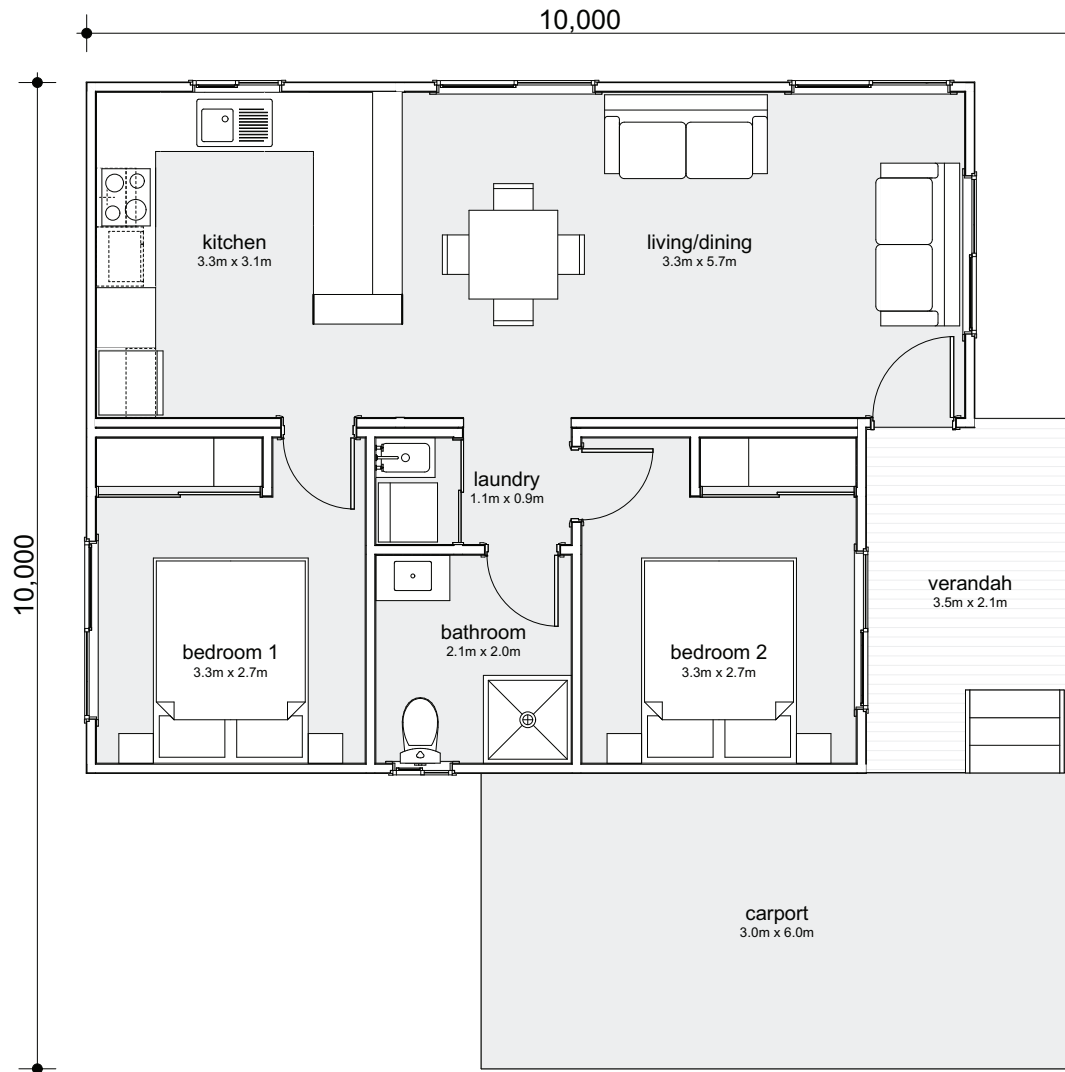 10,000
10,000
kitchen
3.3m x 3.1m
living/dining
3.3m x 5.7m
laundry
1.1m x 0.9m
verandah
3.5m x 2.1m
bathroom
2.1m x 2.0m
bedroom 1
3.3m x 2.7m
bedroom 2
3.3m x 2.7m
carport
3.0m x 6.0m